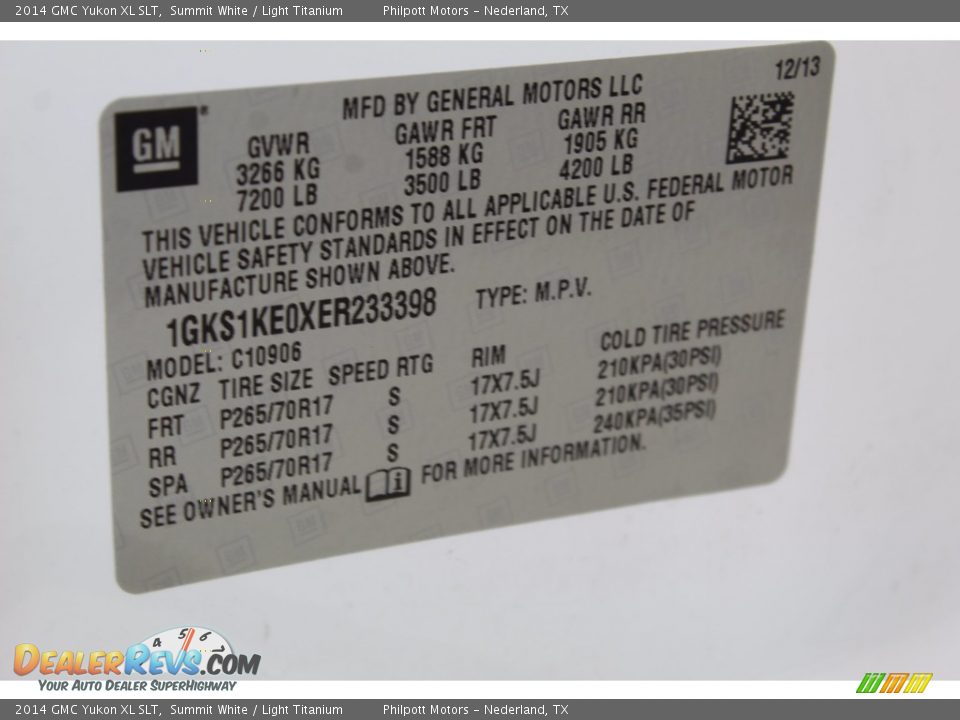 2014 GMC Yukon XL SLT, Summit White / Light Titanium Philpott Motors - Nederland, TX
12/13
GM
MFD BY GENERAL MOTORS LLC
GVWR GAWR FRT GAWR RR
3266 KG 1588 KG 1905 KG
7200 LB 3500 LB 4200 LB
THIS VEHICLE CONFORMS TO ALL APPLICABLE U.S. FEDERAL MOTOR
VEHICLE SAFETY STANDARDS IN EFFECT ON THE DATE OF
MANUFACTURE SHOWN ABOVE.
1GKS1KE0XER233398 TYPE: M.P.V.
MODEL: C10906
CGNZ TIRE SIZE SPEED RTG RIM COLD TIRE PRESSURE
FRT P265/70R17 S 17X7.5J 210KPA(30PSI)
RR P265/70R17 S 17X7.5J 210KPA(30PSI)
SPA P265/70R17 S 17X7.5J 240KPA(35PSI)
SEE OWNER'S MANUAL i FOR MORE INFORMATION.
4 5 6
DEALERREVS.COM
YOUR AUTO DEALER SUPERHIGHWAY
2014 GMC Yukon XL SLT, Summit White / Light Titanium Philpott Motors - Nederland, TX